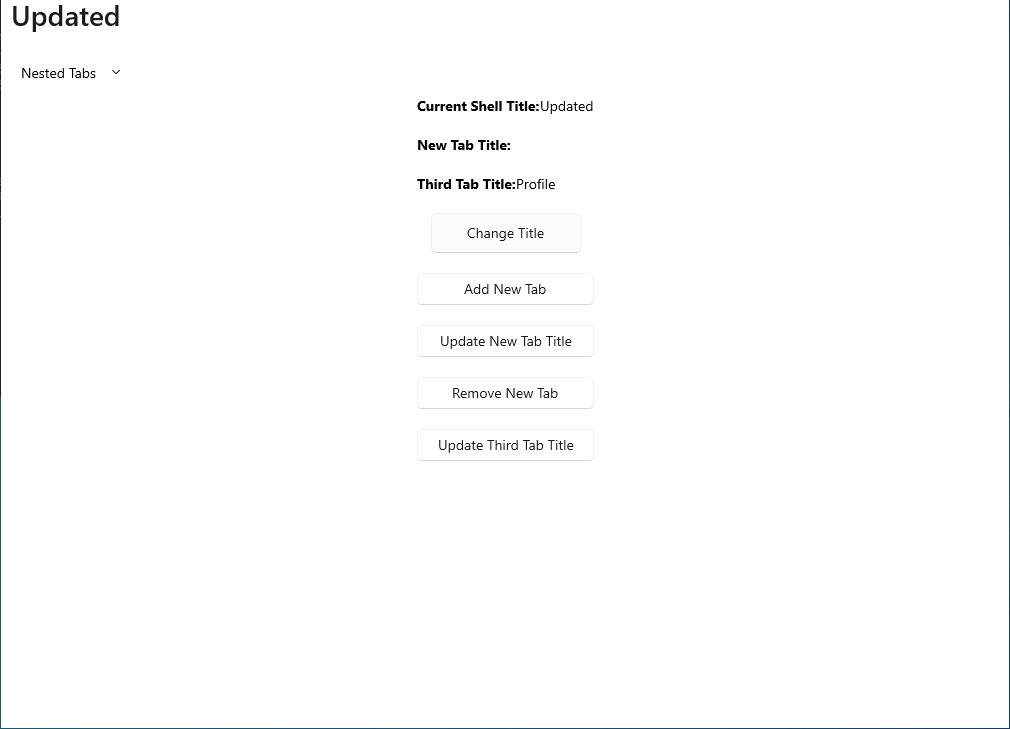 Updated
Nested Tabs
Current Shell Title:Updated
New Tab Title:
Third Tab Title:Profile
Change Title
Add New Tab
Update New Tab Title
Remove New Tab
Update Third Tab Title